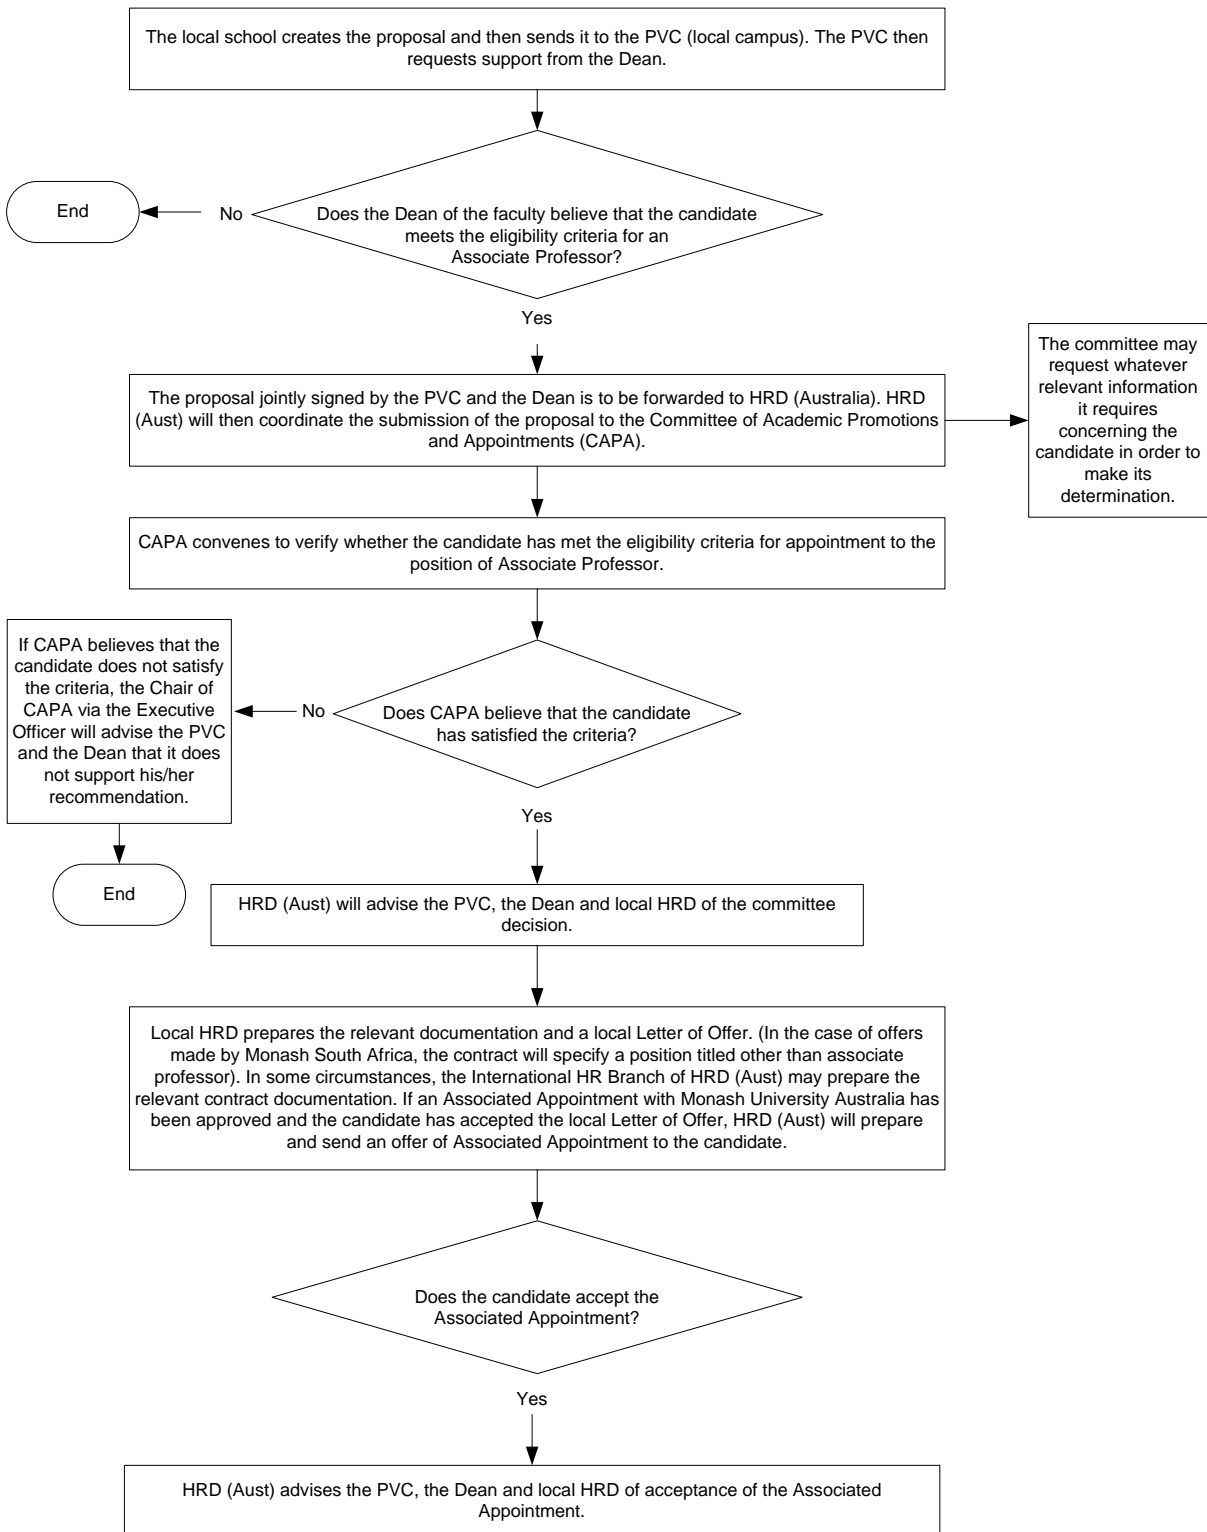 The local school creates the proposal and then sends it to the PVC (local campus). The PVC then
requests support from the Dean.
End
No
Does the Dean of the faculty believe that the candidate
meets the eligibility criteria for an
Associate Professor?
Yes
The committee may
request whatever
relevant information
it requires
concerning the
candidate in order to
make its
determination.
The proposal jointly signed by the PVC and the Dean is to be forwarded to HRD (Australia). HRD
(Aust) will then coordinate the submission of the proposal to the Committee of Academic Promotions
and Appointments (CAPA).
CAPA convenes to verify whether the candidate has met the eligibility criteria for appointment to the
position of Associate Professor.
If CAPA believes that the
candidate does not satisfy
the criteria, the Chair of
CAPA via the Executive
Officer will advise the PVC
and the Dean that it does
not support his/her
recommendation.
No
Does CAPA believe that the candidate
has satisfied the criteria?
Yes
End
HRD (Aust) will advise the PVC, the Dean and local HRD of the committee
decision.
Local HRD prepares the relevant documentation and a local Letter of Offer. (In the case of offers
made by Monash South Africa, the contract will specify a position titled other than associate
professor). In some circumstances, the International HR Branch of HRD (Aust) may prepare the
relevant contract documentation. If an Associated Appointment with Monash University Australia has
been approved and the candidate has accepted the local Letter of Offer, HRD (Aust) will prepare
and send an offer of Associated Appointment to the candidate.
Does the candidate accept the
Associated Appointment?
Yes
HRD (Aust) advises the PVC, the Dean and local HRD of acceptance of the Associated
Appointment.